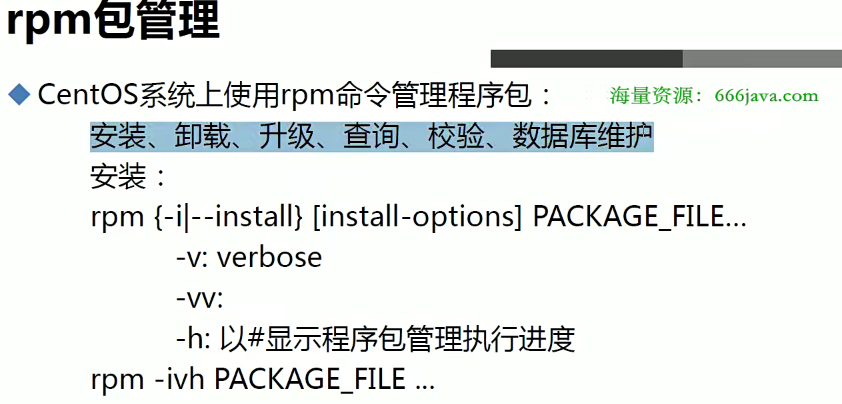 rpm包管理
CentOS系统上使用rpm命令管理程序包：
海量资源：666java.com
安装、卸载、升级、查询、校验、数据库维护
安装：
rpm {-i|--install} [install-options] PACKAGE_FILE…
-v: verbose
-vv:
-h: 以#显示程序包管理执行进度
rpm -ivh PACKAGE_FILE ...